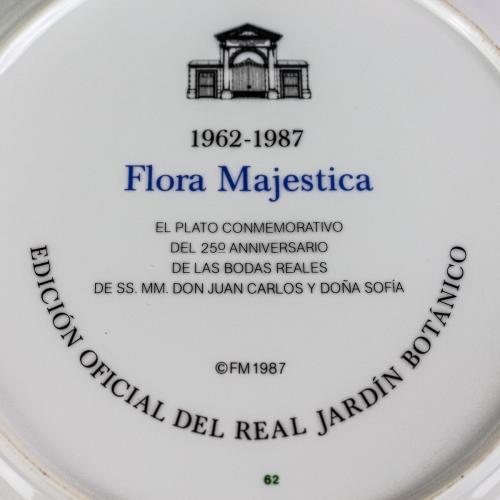 1962-1987
Flora Majestica
EL PLATO CONMEMORATIVO
DEL 25º ANNIVERSARIO
DE LAS BODAS REALES
DE SS. MM. DON JUAN CARLOS Y DOÑA SOFÍA
©FM1987
EDICIÓN OFICIAL DEL REAL JARDÍN BOTÁNICO
62